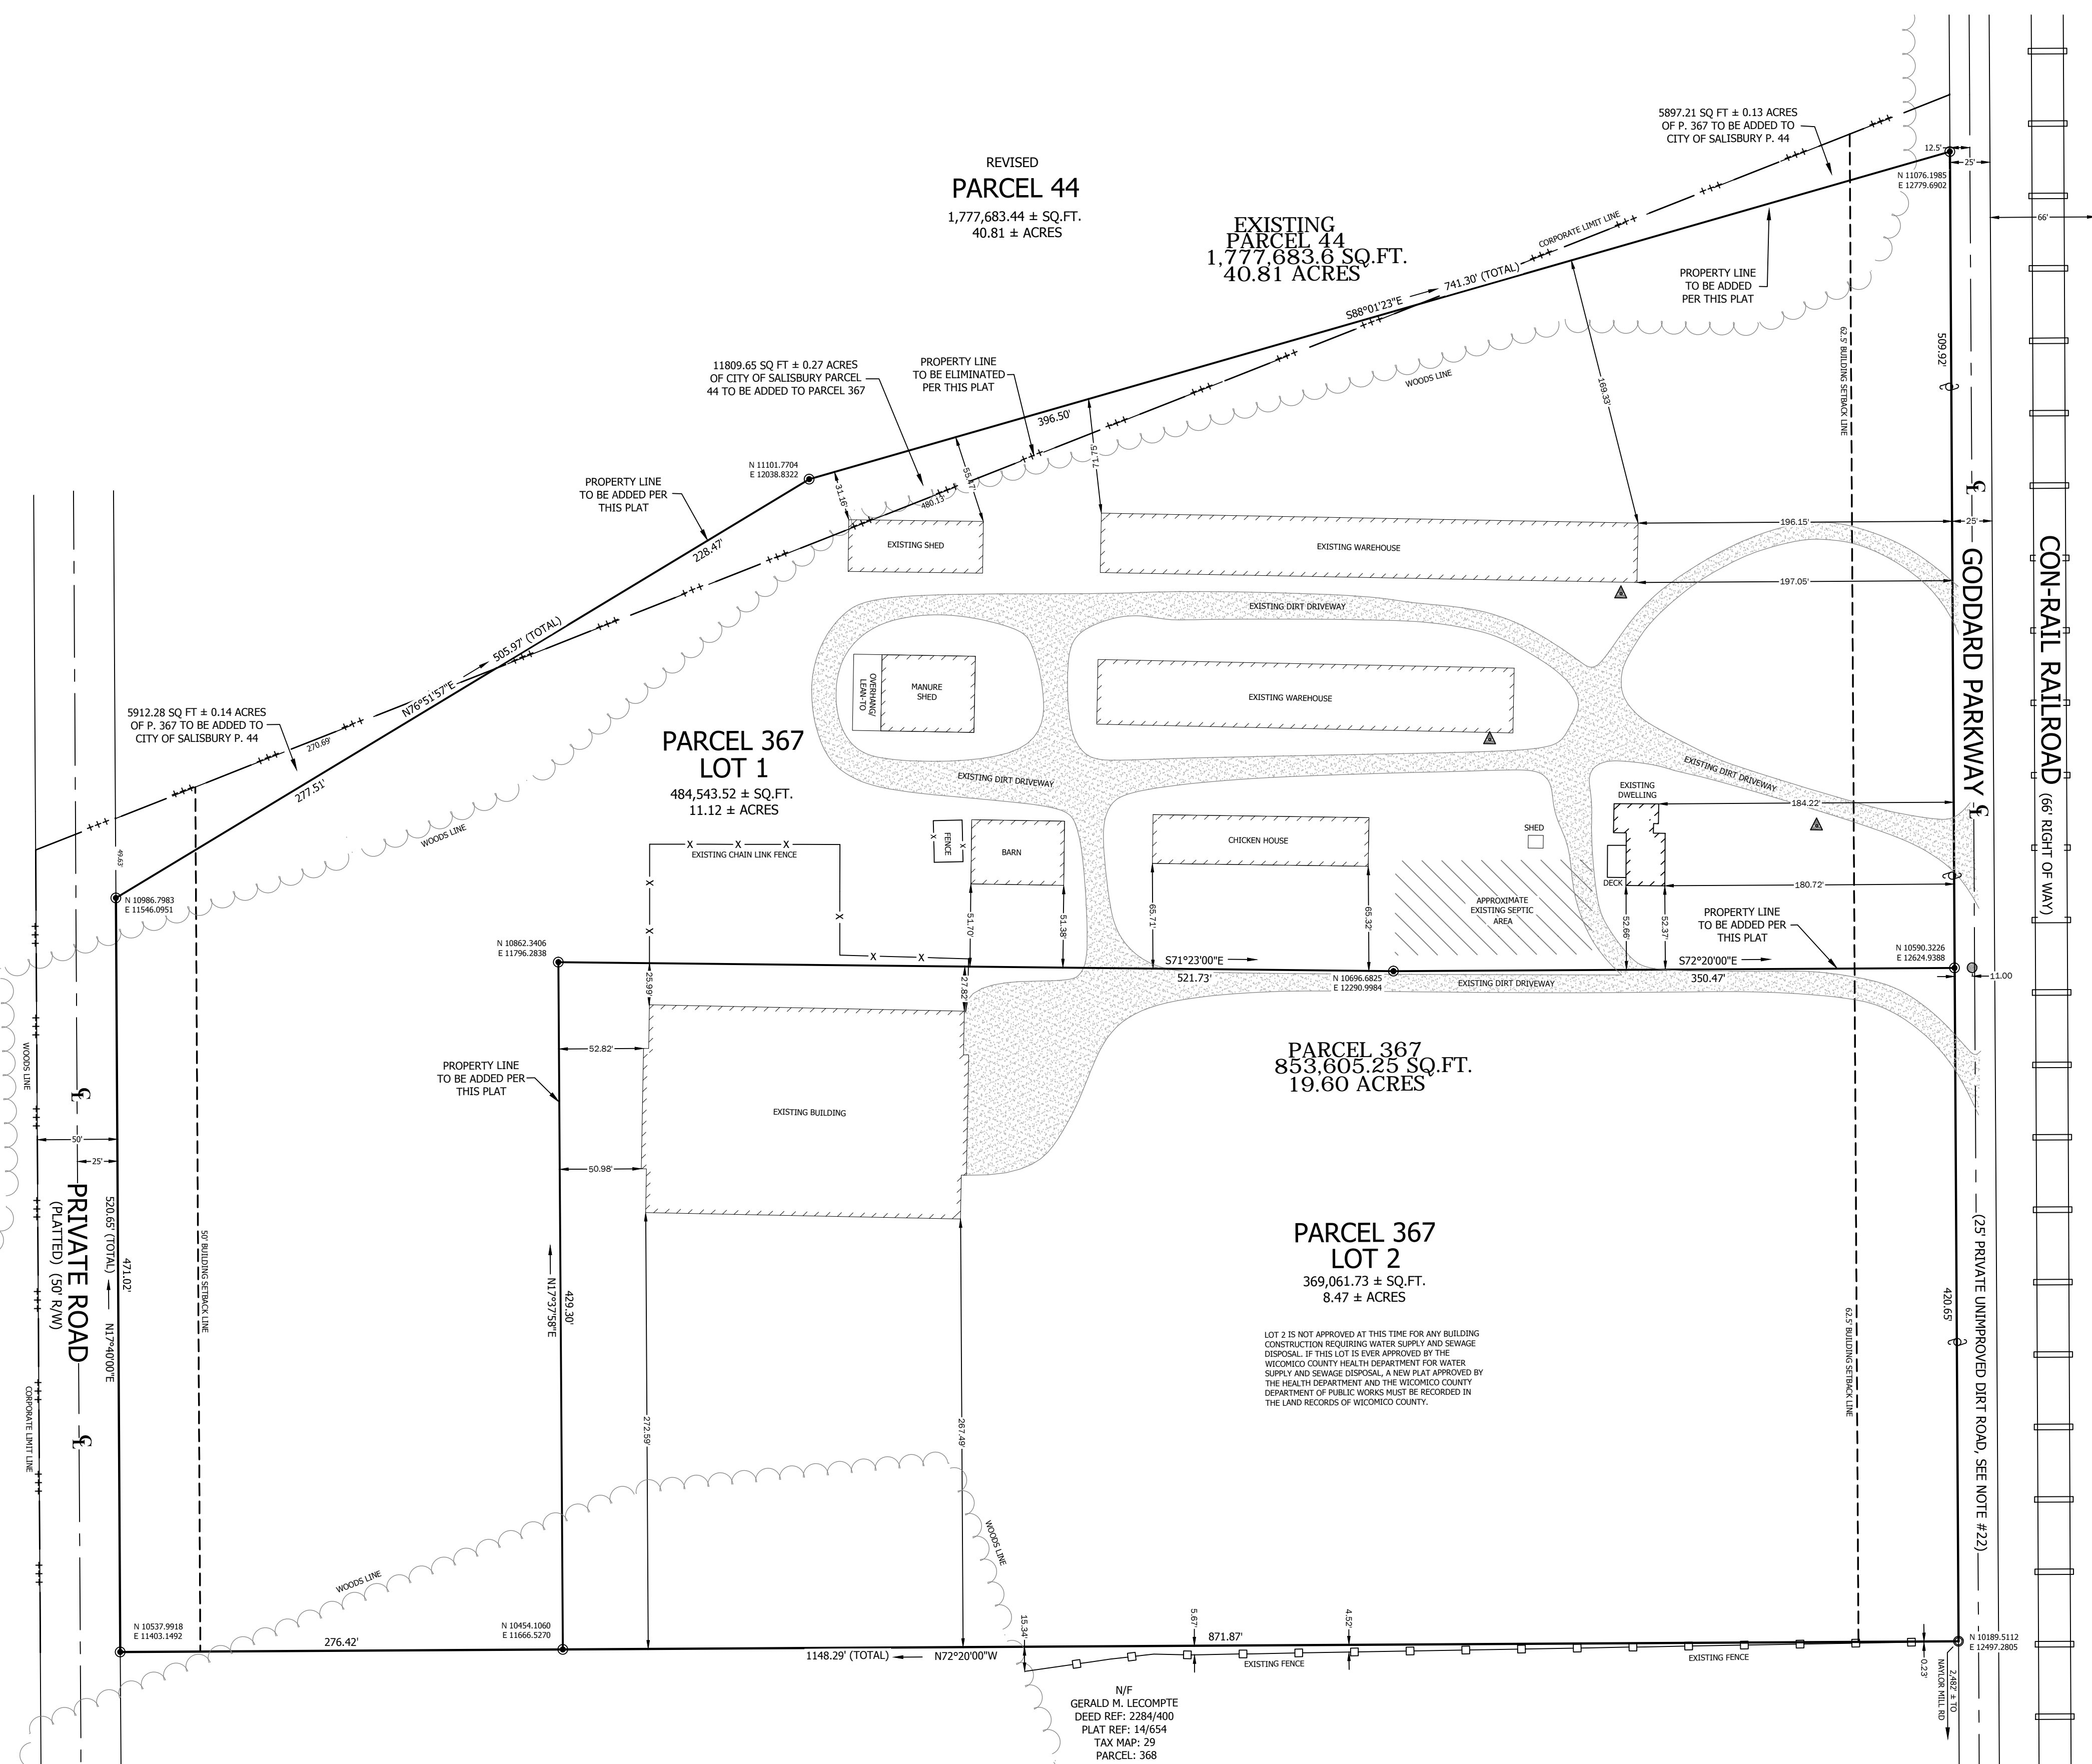 5897.21 SQ FT ± 0.13 ACRES
OF P. 367 TO BE ADDED TO
CITY OF SALISBURY P. 44
12.5'
25'
N 11076.1985
E 12779.6902
66'
REVISED
PARCEL 44
1,777,683.44 ± SQ.FT.
40.81 ± ACRES
EXISTING
PARCEL 44
1,777,683.6 SQ.FT.
40.81 ACRES
CORPORATE LIMIT LINE
S88°01'23"E
741.30' (TOTAL)
PROPERTY LINE
TO BE ADDED
PER THIS PLAT
62.5' BUILDING SETBACK LINE
509.92'
11809.65 SQ FT ± 0.27 ACRES
OF CITY OF SALISBURY PARCEL
44 TO BE ADDED TO PARCEL 367
PROPERTY LINE
TO BE ELIMINATED
PER THIS PLAT
WOODS LINE
169.33'
396.50'
N 11101.7704
E 12038.8322
PROPERTY LINE
TO BE ADDED PER
THIS PLAT
31.16'
55.47'
71.75'
480.13'
228.47'
EXISTING SHED
EXISTING WAREHOUSE
196.15'
25'
197.05'
CL
GODDARD PARKWAY
CL
CON-RAIL RAILROAD
(66' RIGHT OF WAY)
EXISTING DIRT DRIVEWAY
505.97' (TOTAL)
N76°51'57"E
OVERHANG/
LEAN-TO
MANURE
SHED
EXISTING WAREHOUSE
5912.28 SQ FT ± 0.14 ACRES
OF P. 367 TO BE ADDED TO
CITY OF SALISBURY P. 44
270.69'
277.51'
PARCEL 367
LOT 1
484,543.52 ± SQ.FT.
11.12 ± ACRES
EXISTING DIRT DRIVEWAY
EXISTING DIRT DRIVEWAY
EXISTING
DWELLING
184.22'
WOODS LINE
EXISTING CHAIN LINK FENCE
FENCE
BARN
CHICKEN HOUSE
SHED
DECK
180.72'
49.63'
N 10986.7983
E 11546.0951
51.70'
51.38'
65.71'
65.32'
APPROXIMATE
EXISTING SEPTIC
AREA
52.66'
52.37'
PROPERTY LINE
TO BE ADDED PER
THIS PLAT
N 10862.3406
E 11796.2838
N 10590.3226
E 12624.9388
25.99'
27.82'
S71°23'00"E
521.73'
N 10696.6825
E 12290.9984
S72°20'00"E
350.47'
EXISTING DIRT DRIVEWAY
11.00
52.82'
PROPERTY LINE
TO BE ADDED PER
THIS PLAT
EXISTING BUILDING
50.98'
PARCEL 367
853,605.25 SQ.FT.
19.60 ACRES
WOODS LINE
CL
50'
25'
PRIVATE ROAD
(PLATTED) (50' R/W)
520.65' (TOTAL)
N17°40'00"E
471.02'
50' BUILDING SETBACK LINE
CORPORATE LIMIT LINE
CL
N17°37'58"E
429.30'
PARCEL 367
LOT 2
369,061.73 ± SQ.FT.
8.47 ± ACRES
LOT 2 IS NOT APPROVED AT THIS TIME FOR ANY BUILDING
CONSTRUCTION REQUIRING WATER SUPPLY AND SEWAGE
DISPOSAL. IF THIS LOT IS EVER APPROVED BY THE
WICOMICO COUNTY HEALTH DEPARTMENT FOR WATER
SUPPLY AND SEWAGE DISPOSAL, A NEW PLAT APPROVED BY
THE HEALTH DEPARTMENT AND THE WICOMICO COUNTY
DEPARTMENT OF PUBLIC WORKS MUST BE RECORDED IN
THE LAND RECORDS OF WICOMICO COUNTY.
62.5' BUILDING SETBACK LINE
420.65'
(25' PRIVATE UNIMPROVED DIRT ROAD, SEE NOTE #22)
272.59'
267.49'
WOODS LINE
WOODS LINE
N 10537.9918
E 11403.1492
276.42'
N 10454.1060
E 11666.5270
1148.29' (TOTAL)
N72°20'00"W
15.34'
5.67'
871.87'
4.52'
EXISTING FENCE
EXISTING FENCE
0.23'
N 10189.5112
E 12497.2805
2,482' ± TO
NAYLOR MILL RD
N/F
GERALD M. LECOMPTE
DEED REF: 2284/400
PLAT REF: 14/654
TAX MAP: 29
PARCEL: 368